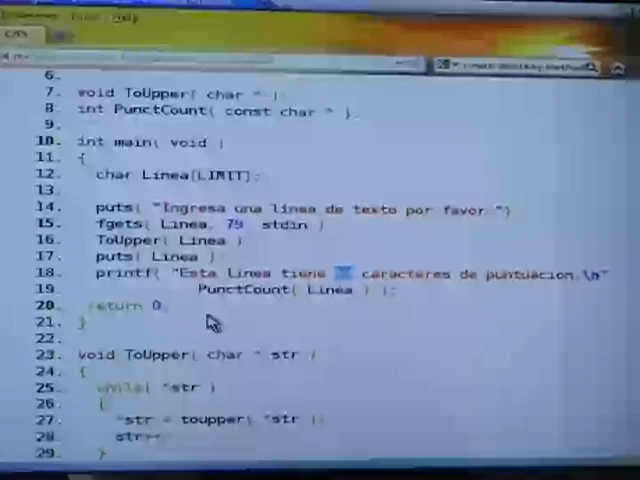 Help
6.
7. void ToUpper( char * );
8. int PunctCount( const char * );
9.
10. int main( void )
11. {
12. char Linea[LIMIT];
13.
14. puts( "Ingresa una linea de texto por favor:")
15. fgets( Linea, 79, stdin )
16. ToUpper( Linea )
17. puts( Linea )
18. printf( "Esta Linea tiene caracteres de puntuacion.\n"
19. PunctCount( Linea ) );
20. return 0;
21. }
22.
23. void ToUpper( char * str )
24. {
25. while( *str )
26. {
27. *str = toupper( *str );
28. str++;
29. }